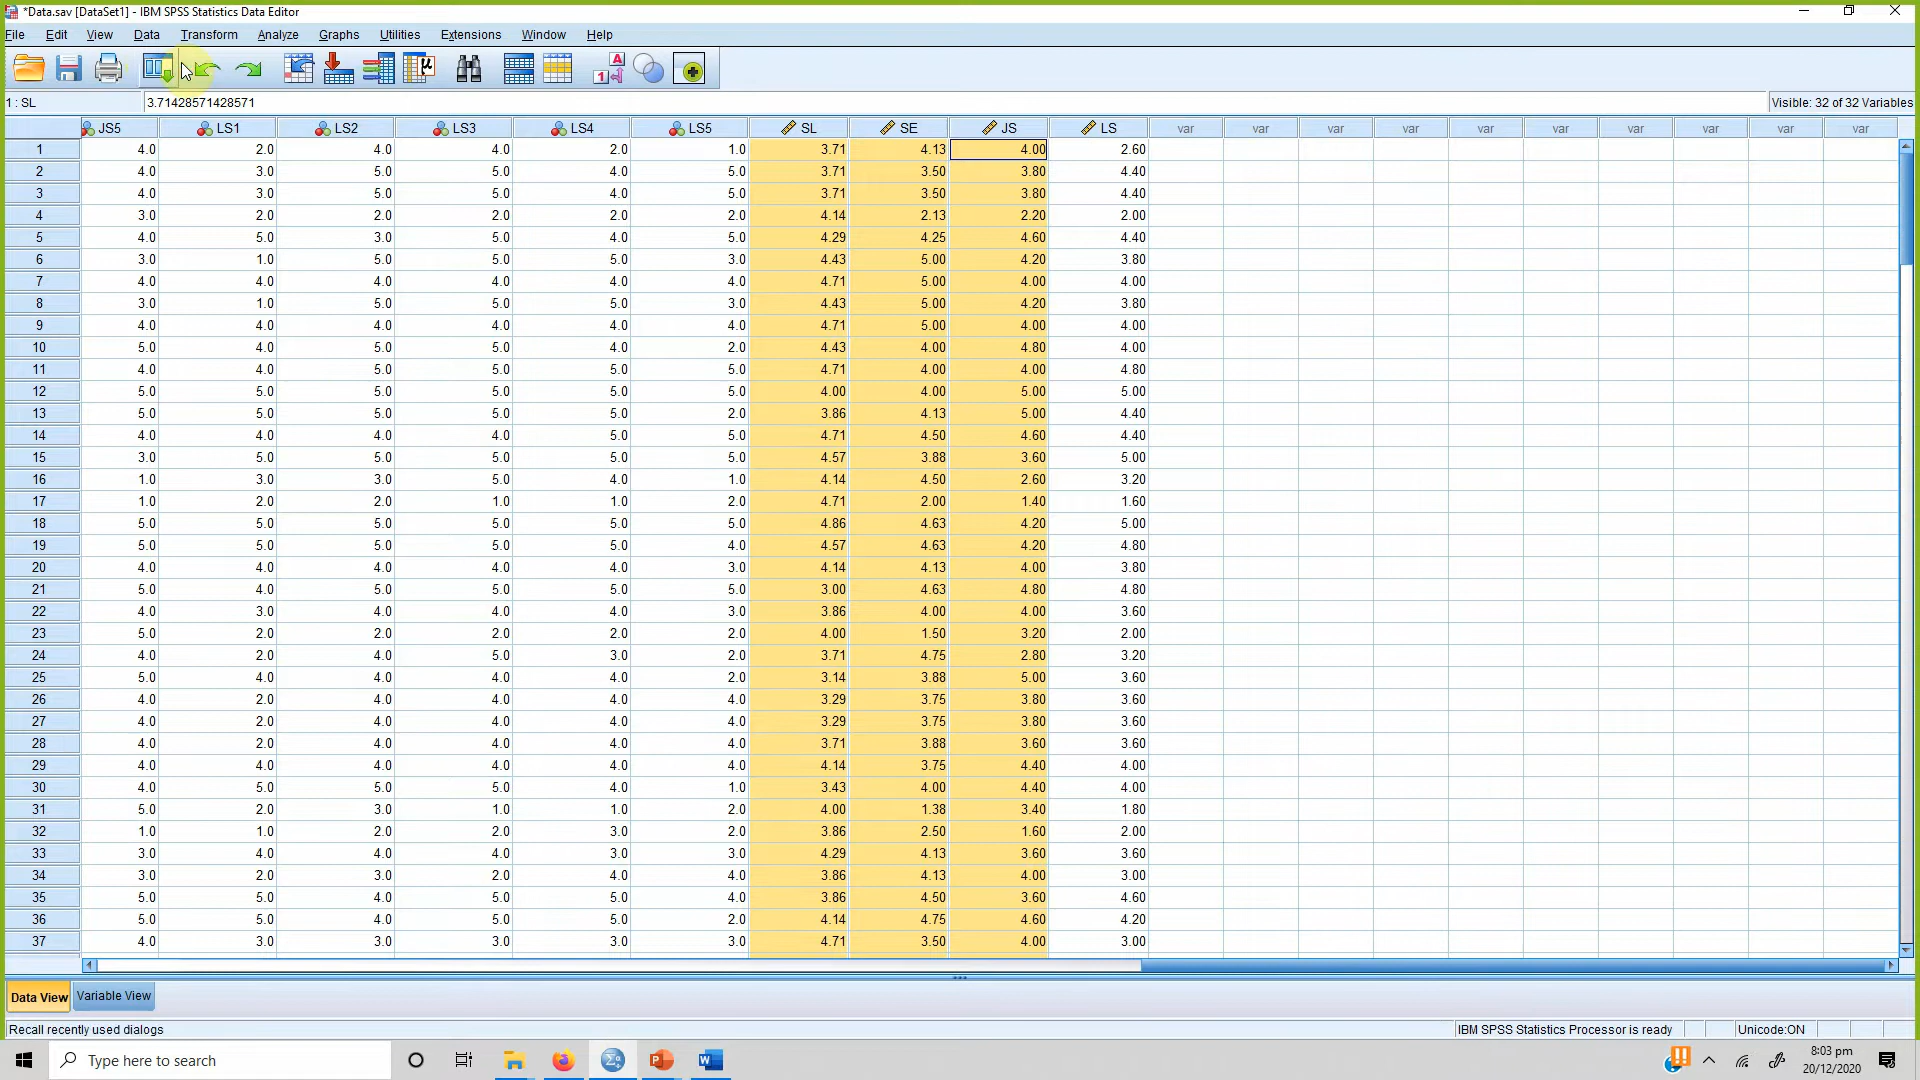 *Data.sav [DataSet1] - IBM SPSS Statistics Data Editor
File Edit View Data Transform Analyze Graphs Utilities Extensions Window Help
1 : SL 3.71428571428571 Visible: 32 of 32 Variables
JS5 LS1 LS2 LS3 LS4 LS5 SL SE JS LS var var var var var var var var var var
1 4.0 2.0 4.0 4.0 2.0 1.0 3.71 4.13 4.00 2.60
2 4.0 3.0 5.0 5.0 4.0 5.0 3.71 3.50 3.80 4.40
3 4.0 3.0 5.0 5.0 4.0 5.0 3.71 3.50 3.80 4.40
4 3.0 2.0 2.0 2.0 2.0 2.0 4.14 2.13 2.20 2.00
5 4.0 5.0 3.0 5.0 4.0 5.0 4.29 4.25 4.60 4.40
6 3.0 1.0 5.0 5.0 5.0 3.0 4.43 5.00 4.20 3.80
7 4.0 4.0 4.0 4.0 4.0 4.0 4.71 5.00 4.00 4.00
8 3.0 1.0 5.0 5.0 5.0 3.0 4.43 5.00 4.20 3.80
9 4.0 4.0 4.0 4.0 4.0 4.0 4.71 5.00 4.00 4.00
10 5.0 4.0 5.0 5.0 4.0 2.0 4.43 4.00 4.80 4.00
11 4.0 4.0 5.0 5.0 5.0 5.0 4.71 4.00 4.00 4.80
12 5.0 5.0 5.0 5.0 5.0 5.0 4.00 4.00 5.00 5.00
13 5.0 5.0 5.0 5.0 5.0 2.0 3.86 4.13 5.00 4.40
14 4.0 4.0 4.0 4.0 5.0 5.0 4.71 4.50 4.60 4.40
15 3.0 5.0 5.0 5.0 5.0 5.0 4.57 3.88 3.60 5.00
16 1.0 3.0 3.0 5.0 4.0 1.0 4.14 4.50 2.60 3.20
17 1.0 2.0 2.0 1.0 1.0 2.0 4.71 2.00 1.40 1.60
18 5.0 5.0 5.0 5.0 5.0 5.0 4.86 4.63 4.20 5.00
19 5.0 5.0 5.0 5.0 5.0 4.0 4.57 4.63 4.20 4.80
20 4.0 4.0 4.0 4.0 4.0 3.0 4.14 4.13 4.00 3.80
21 5.0 4.0 5.0 5.0 5.0 5.0 3.00 4.63 4.80 4.80
22 4.0 3.0 4.0 4.0 4.0 3.0 3.86 4.00 4.00 3.60
23 5.0 2.0 2.0 2.0 2.0 2.0 4.00 1.50 3.20 2.00
24 4.0 2.0 4.0 5.0 3.0 2.0 3.71 4.75 2.80 3.20
25 5.0 4.0 4.0 4.0 4.0 2.0 3.14 3.88 5.00 3.60
26 4.0 2.0 4.0 4.0 4.0 4.0 3.29 3.75 3.80 3.60
27 4.0 2.0 4.0 4.0 4.0 4.0 3.29 3.75 3.80 3.60
28 4.0 2.0 4.0 4.0 4.0 4.0 3.71 3.88 3.60 3.60
29 4.0 4.0 4.0 4.0 4.0 4.0 4.14 3.75 4.40 4.00
30 4.0 5.0 5.0 5.0 4.0 1.0 3.43 4.00 4.40 4.00
31 5.0 2.0 3.0 1.0 1.0 2.0 4.00 1.38 3.40 1.80
32 1.0 1.0 2.0 2.0 3.0 2.0 3.86 2.50 1.60 2.00
33 3.0 4.0 4.0 4.0 3.0 3.0 4.29 4.13 3.60 3.60
34 3.0 2.0 3.0 2.0 4.0 4.0 3.86 4.13 4.00 3.00
35 5.0 5.0 4.0 5.0 5.0 4.0 3.86 4.50 3.60 4.60
36 5.0 5.0 4.0 5.0 5.0 2.0 4.14 4.75 4.60 4.20
37 4.0 3.0 3.0 3.0 3.0 3.0 4.71 3.50 4.00 3.00
Data View Variable View
Recall recently used dialogs IBM SPSS Statistics Processor is ready Unicode:ON
Type here to search 8:03 pm
20/12/2020